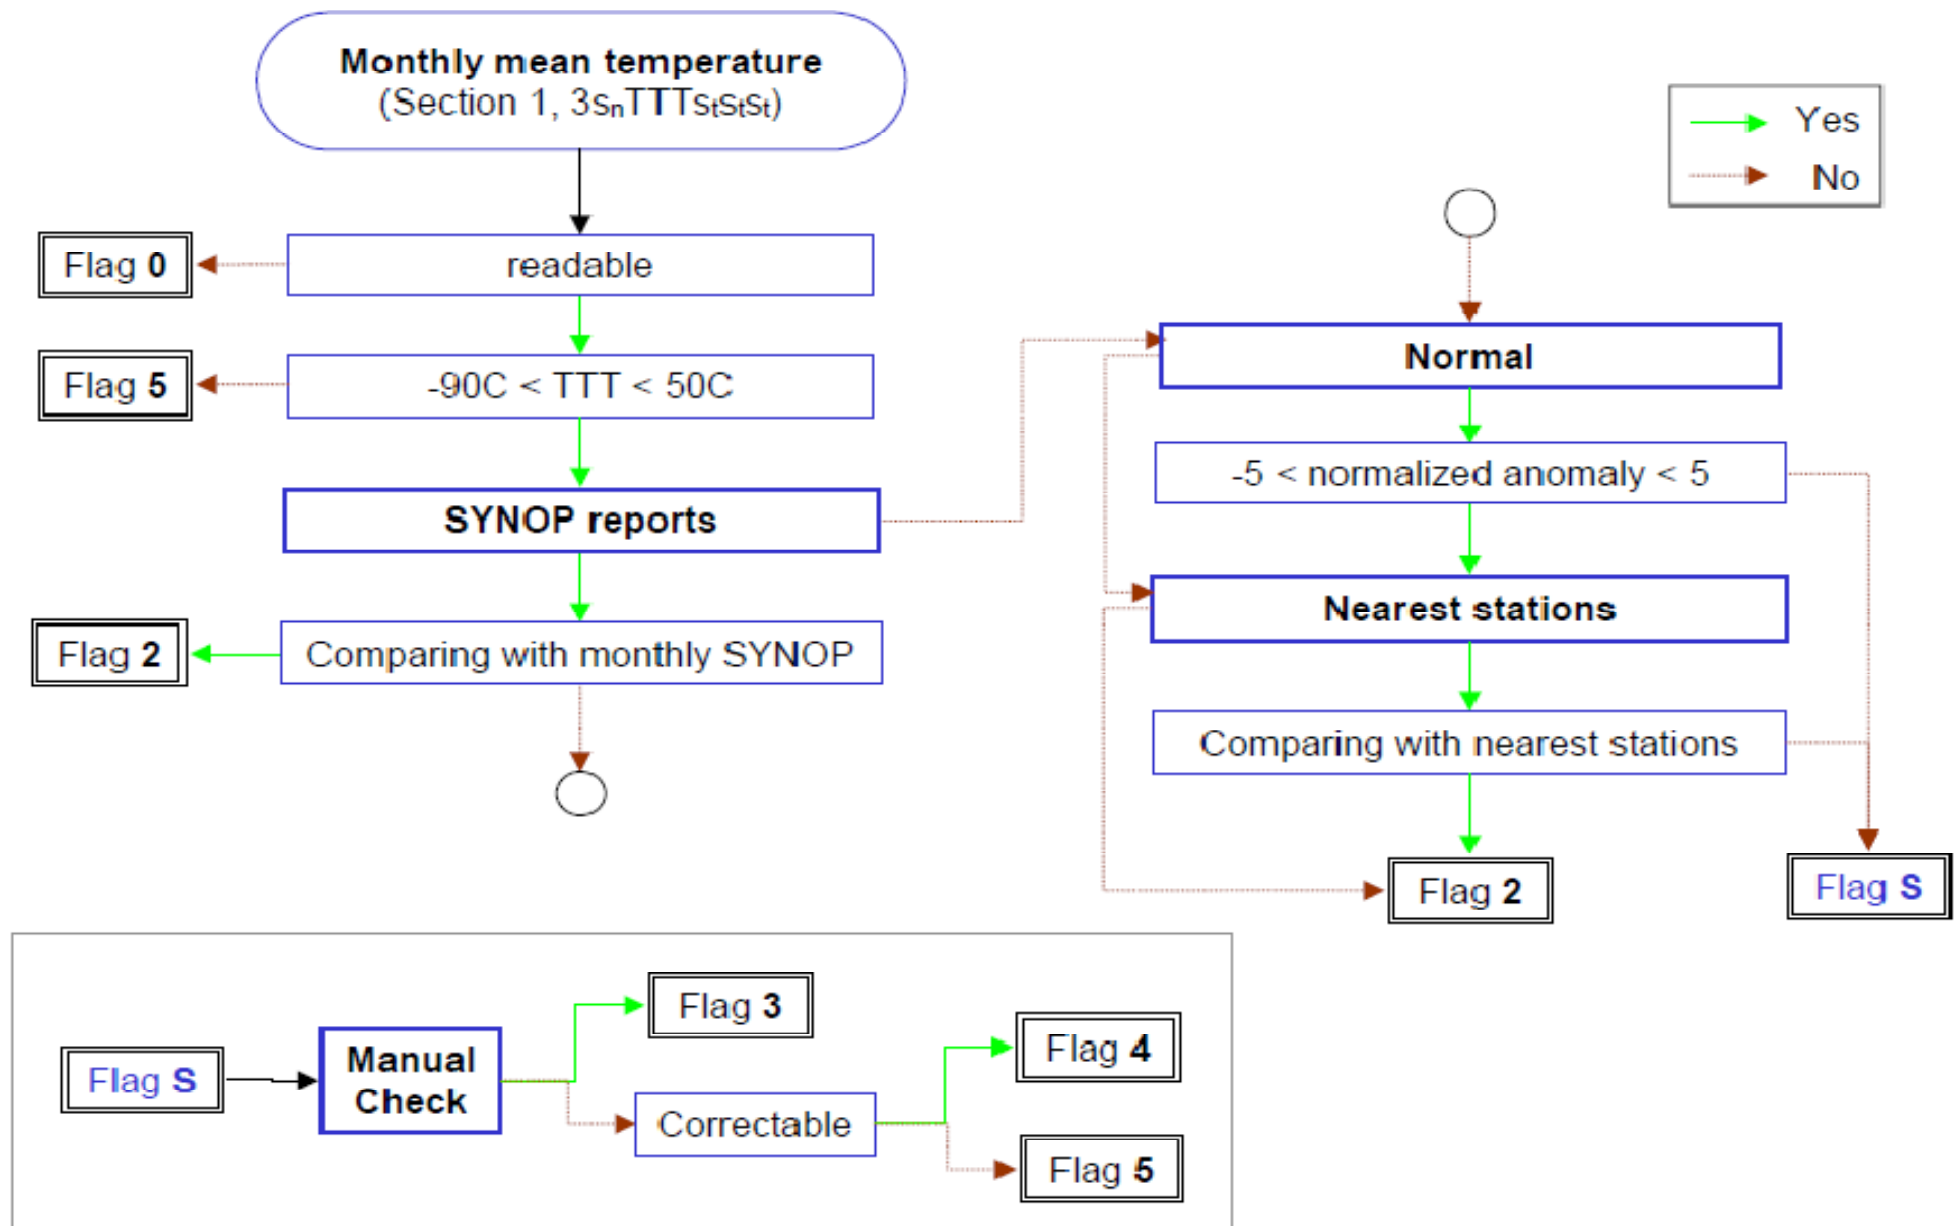 Monthly mean temperature
(Section 1, 3sₙTTTsₜsₜsₜ)
Yes
No
Flag 0
readable
Flag 5
-90C < TTT < 50C
SYNOP reports
Flag 2
Comparing with monthly SYNOP
Normal
-5 < normalized anomaly < 5
Nearest stations
Comparing with nearest stations
Flag 2
Flag S
Flag S
Manual
Check
Flag 3
Correctable
Flag 4
Flag 5